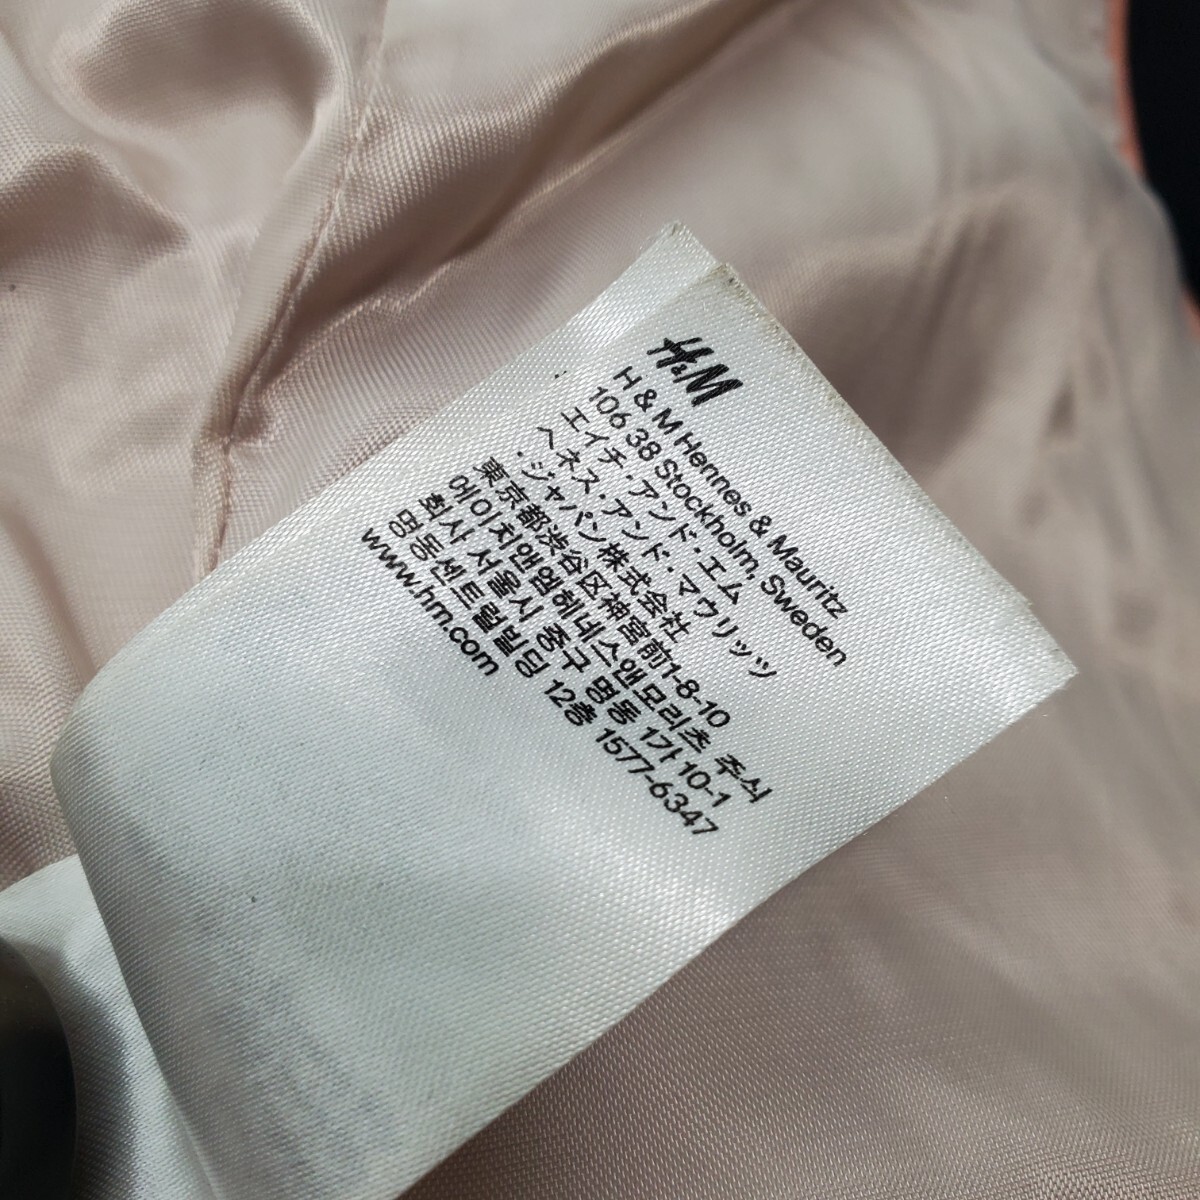 H&M
H & M Hennes & Mauritz
106 38 Stockholm, Sweden
エイチ・アンド・エム
ヘネス・アンド・マウリッツ
・ジャパン株式会社
東京都渋谷区神宮前1-8-10
에이치앤엠헤네스앤모리츠 주식
회사 서울시 중구 명동 1가 10-1
명동센트럴빌딩 12층 1577-6347
www.hm.com